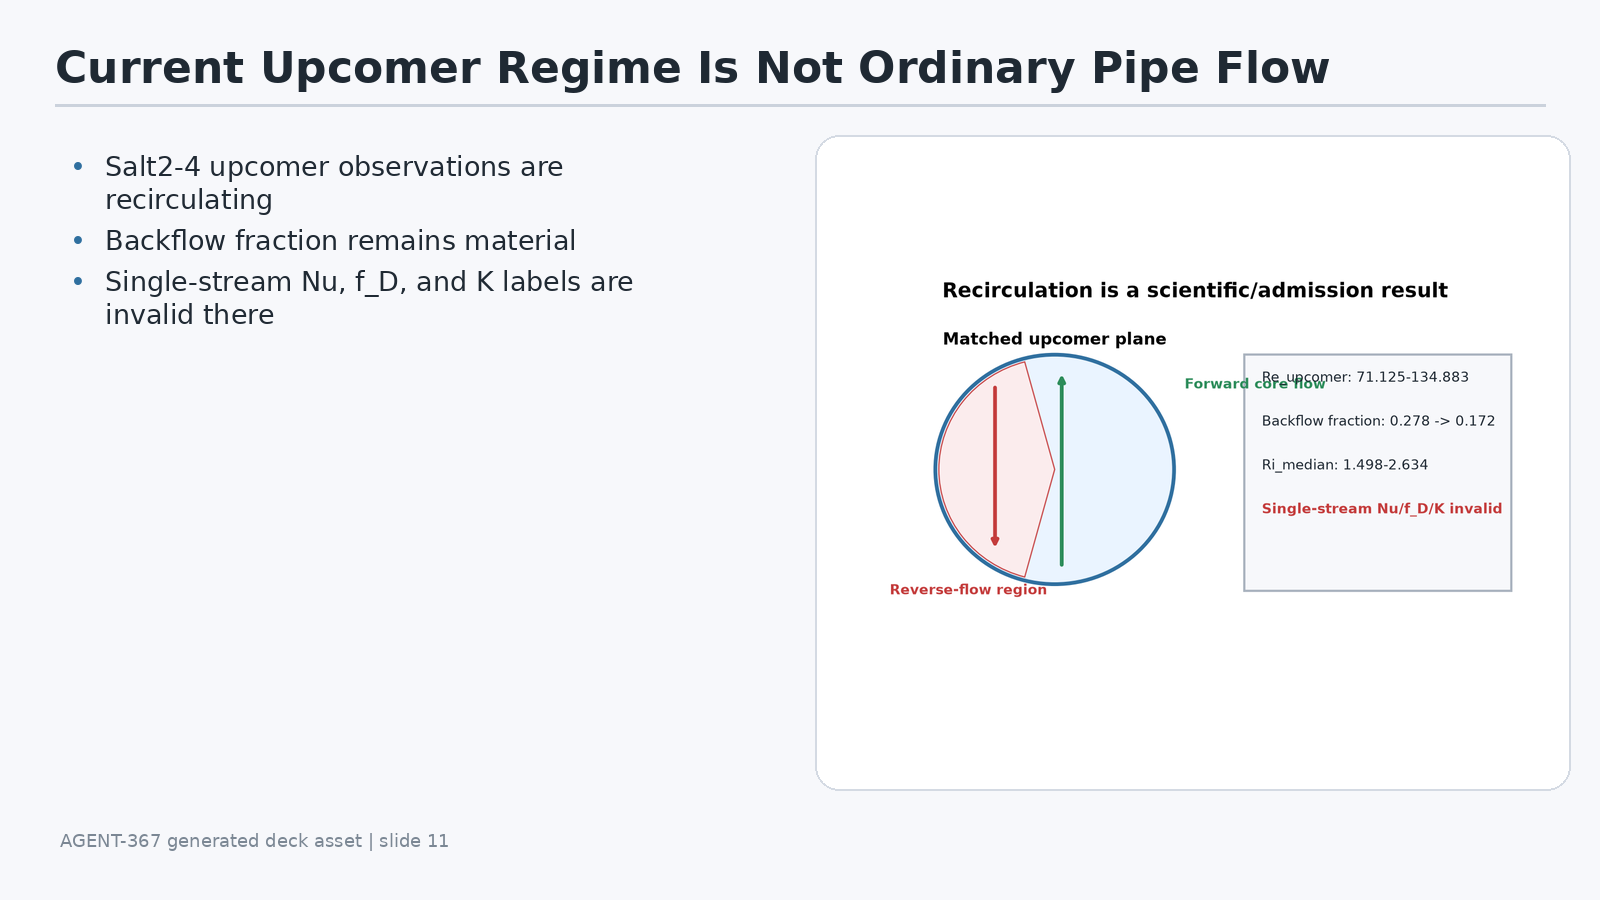 Current Upcomer Regime Is Not Ordinary Pipe Flow
• Salt2-4 upcomer observations are
recirculating
• Backflow fraction remains material
• Single-stream Nu, f_D, and K labels are
invalid there
Recirculation is a scientific/admission result
Matched upcomer plane
Forward core flow
Re_upcomer: 71.125-134.883
Backflow fraction: 0.278 -> 0.172
Ri_median: 1.498-2.634
Single-stream Nu/f_D/K invalid
Reverse-flow region
AGENT-367 generated deck asset | slide 11